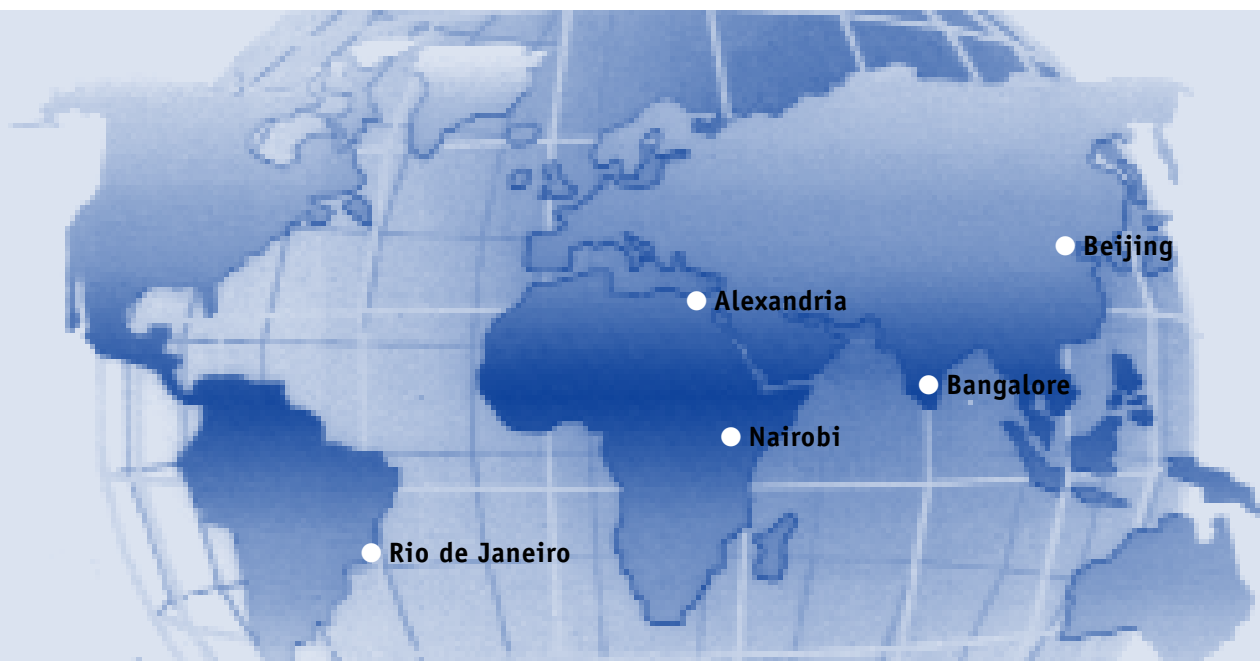 Beijing
Alexandria
Bangalore
Nairobi
Rio de Janeiro